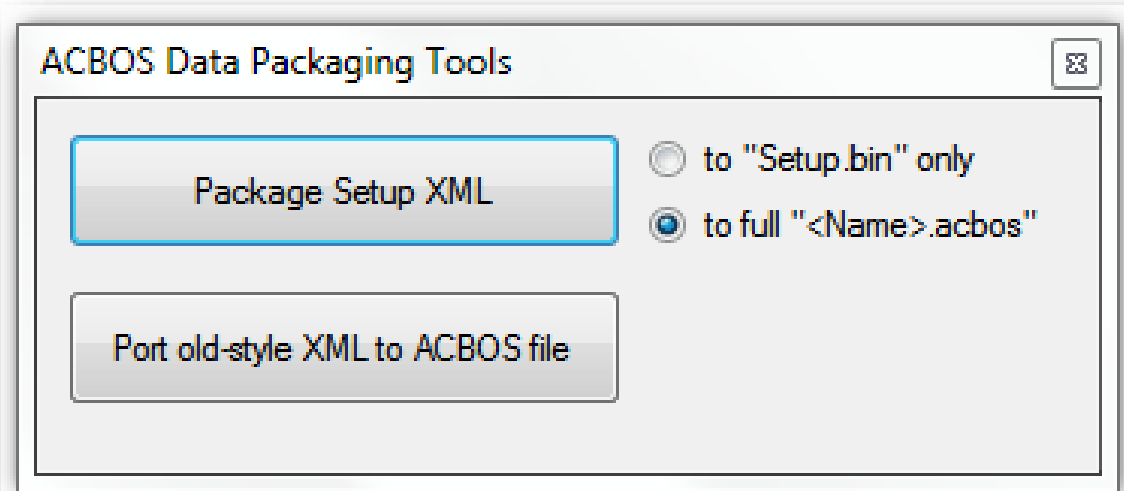 ACBOS Data Packaging Tools
Package Setup XML
to "Setup.bin" only
to full "<Name>.acbos"
Port old-style XML to ACBOS file